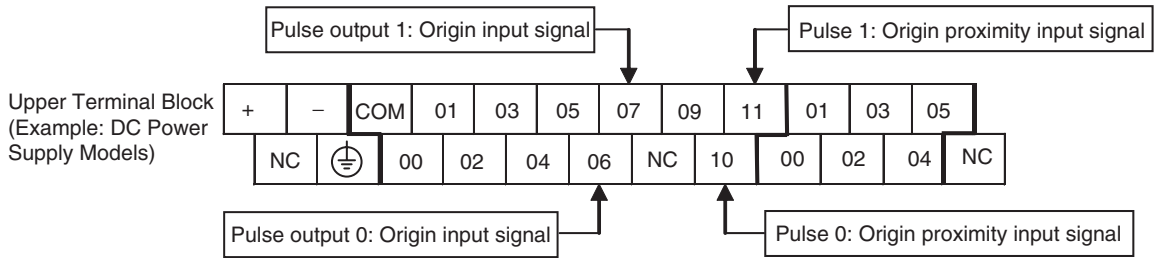 Pulse output 1: Origin input signal
Pulse 1: Origin proximity input signal
Upper Terminal Block
(Example: DC Power
Supply Models)
+ − COM 01 03 05 07 09 11 01 03 05
NC 00 02 04 06 NC 10 00 02 04 NC
Pulse output 0: Origin input signal
Pulse 0: Origin proximity input signal